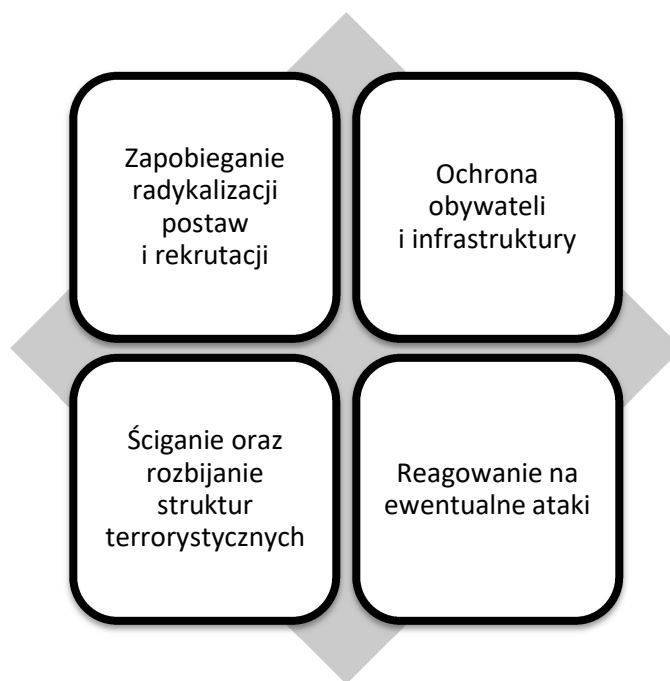 Zapobieganie
radykalizacji
postaw
i rekrutacji
Ochrona
obywateli
i infrastruktury
Ściganie oraz
rozbijanie
struktur
terrorystycznych
Reagowanie na
ewentualne ataki